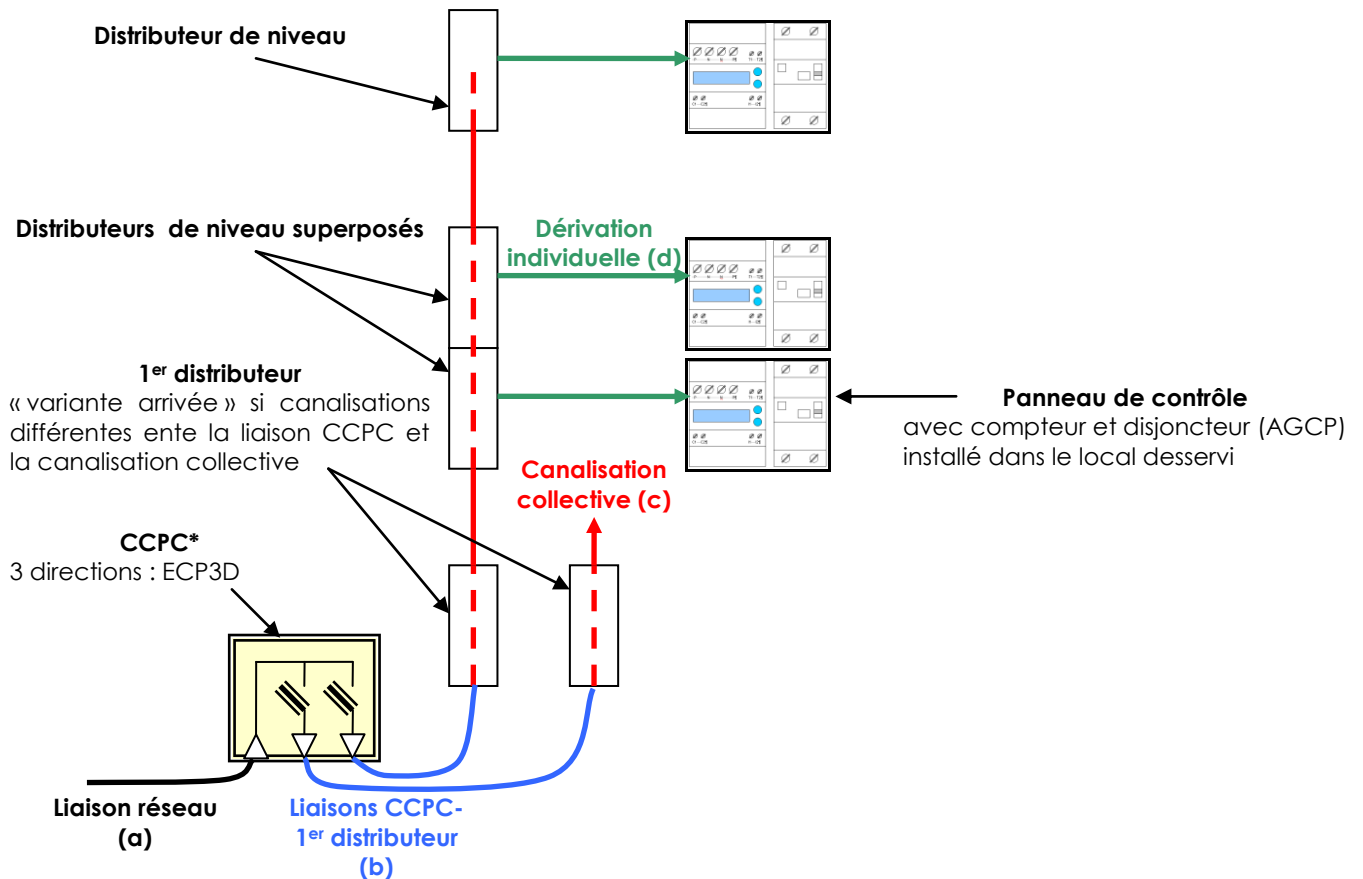 Distributeur de niveau
Distributeurs de niveau superposés
Dérivation
individuelle (d)
1er distributeur
« variante arrivée » si canalisations
différentes ente la liaison CCPC et
la canalisation collective
Panneau de contrôle
avec compteur et disjoncteur (AGCP)
installé dans le local desservi
Canalisation
collective (c)
CCPC*
3 directions : ECP3D
Liaison réseau
(a)
Liaisons CCPC-
1er distributeur
(b)